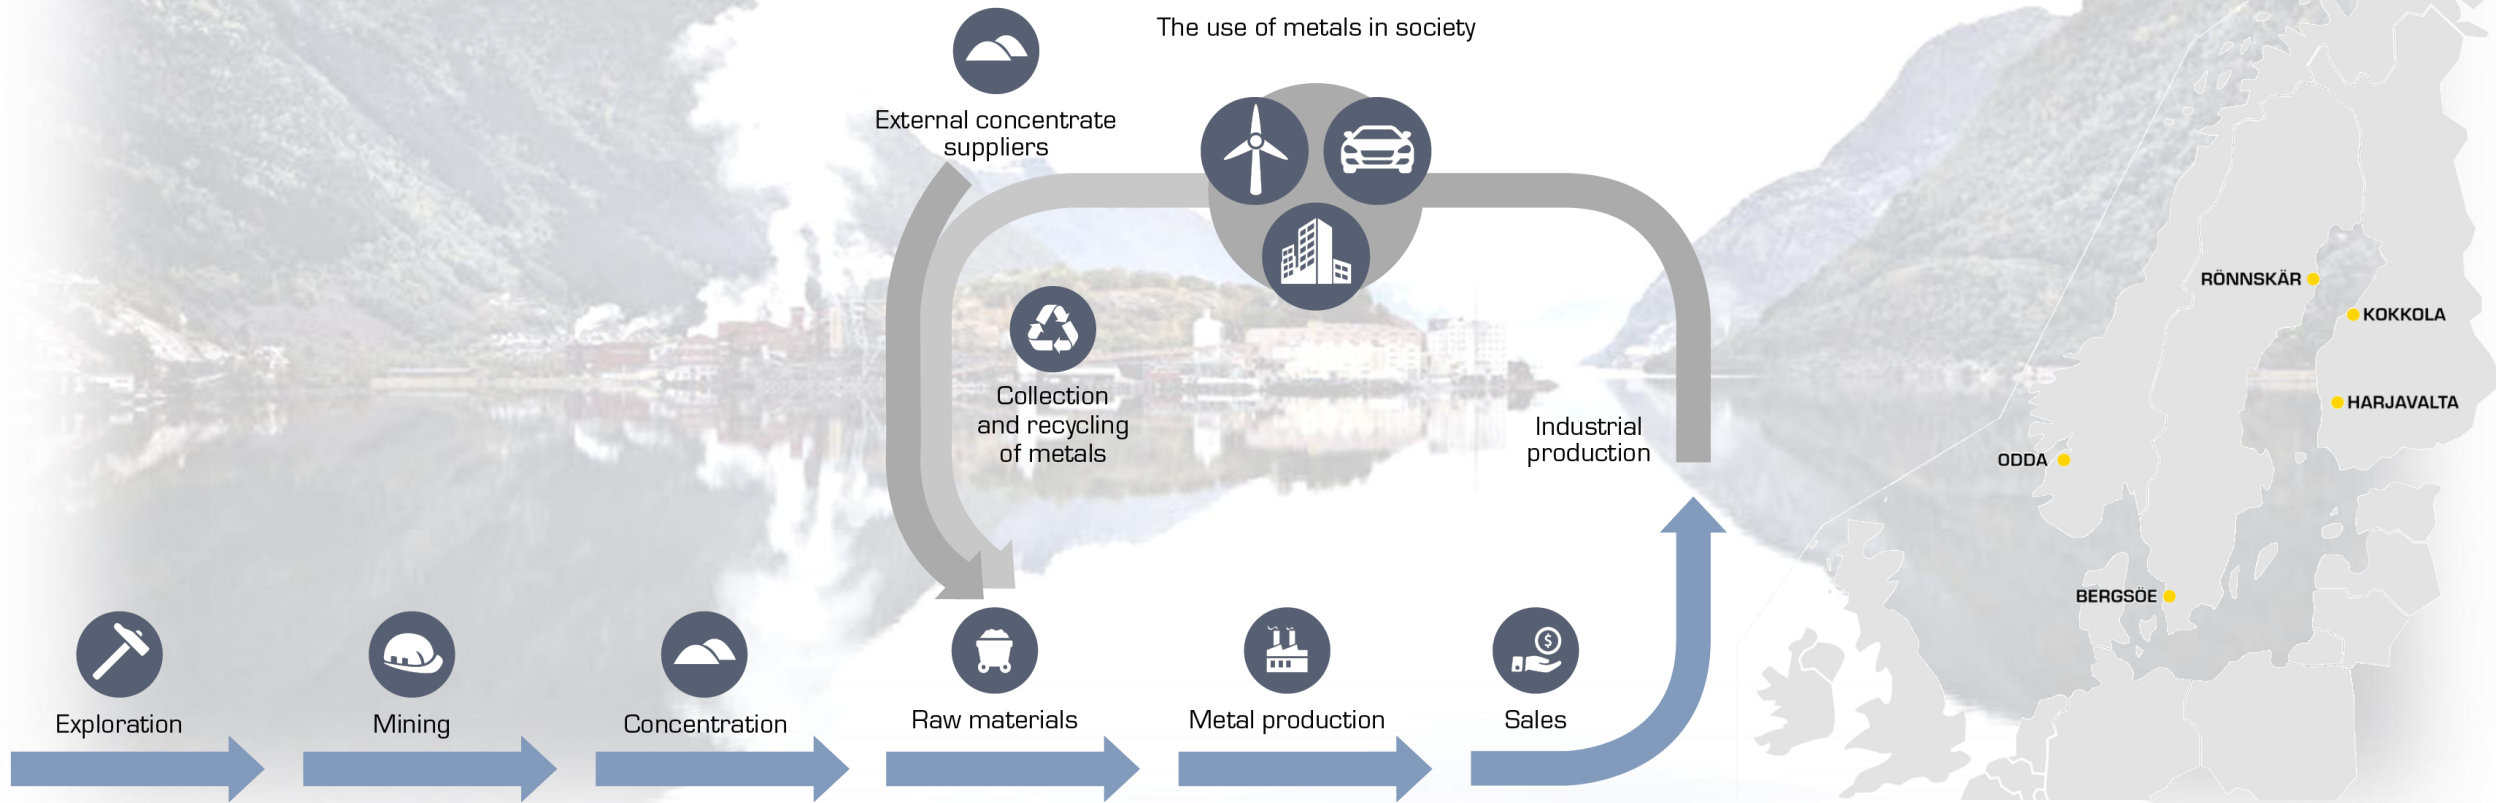 The use of metals in society
External concentrate
suppliers
Collection
and recycling
of metals
Industrial
production
Exploration
Mining
Concentration
Raw materials
Metal production
Sales
$
RÖNNSKÄR
KOKKOLA
HARJAVALTA
ODDA
BERGSÖE